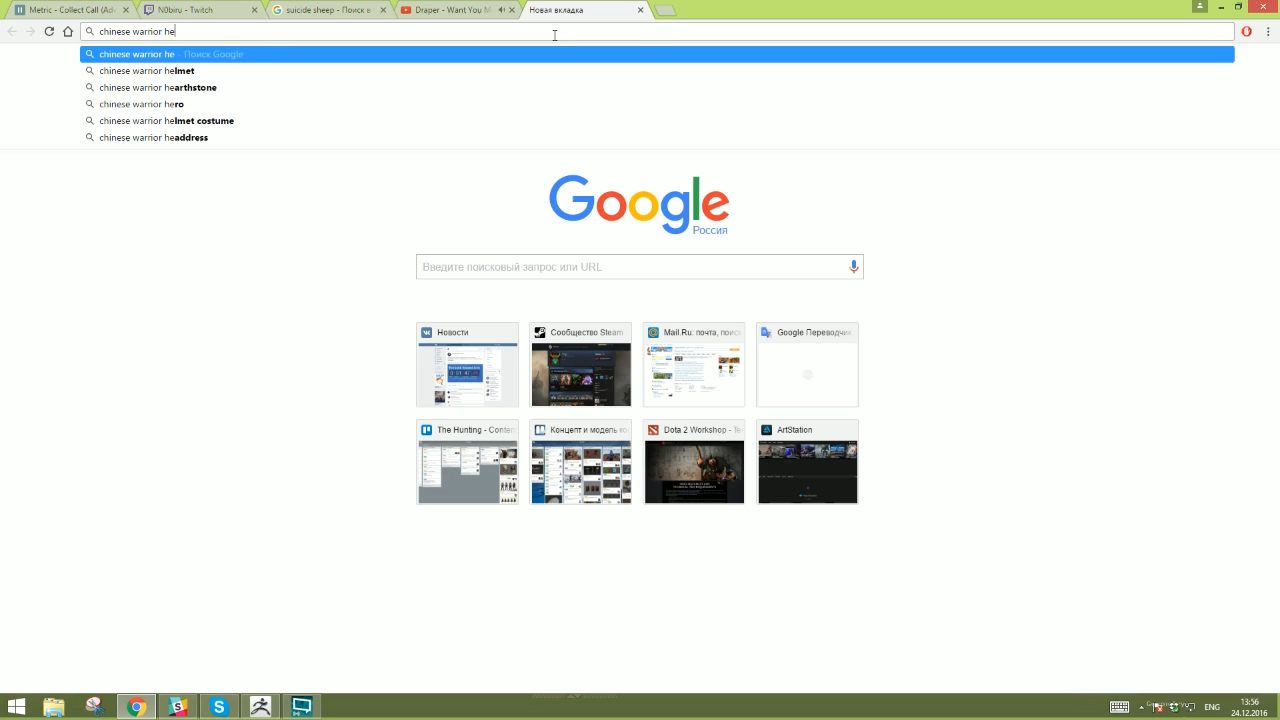 Metric - Collect Call (Ad
N0biru - Twitch
suicide sheep - Поиск в
Draper - Want You M
Новая вкладка
chinese warrior he
chinese warrior he - Поиск Google
chinese warrior helmet
chinese warrior hearthstone
chinese warrior hero
chinese warrior helmet costume
chinese warrior headdress
Google
Россия
Введите поисковый запрос или URL
Новости
Сообщество Steam
Mail.Ru: почта, поиск
Google Переводчик
The Hunting - Conten
Концепт и модель ко
Dota 2 Workshop - Te
ArtStation
ENG
13:56
24.12.2016